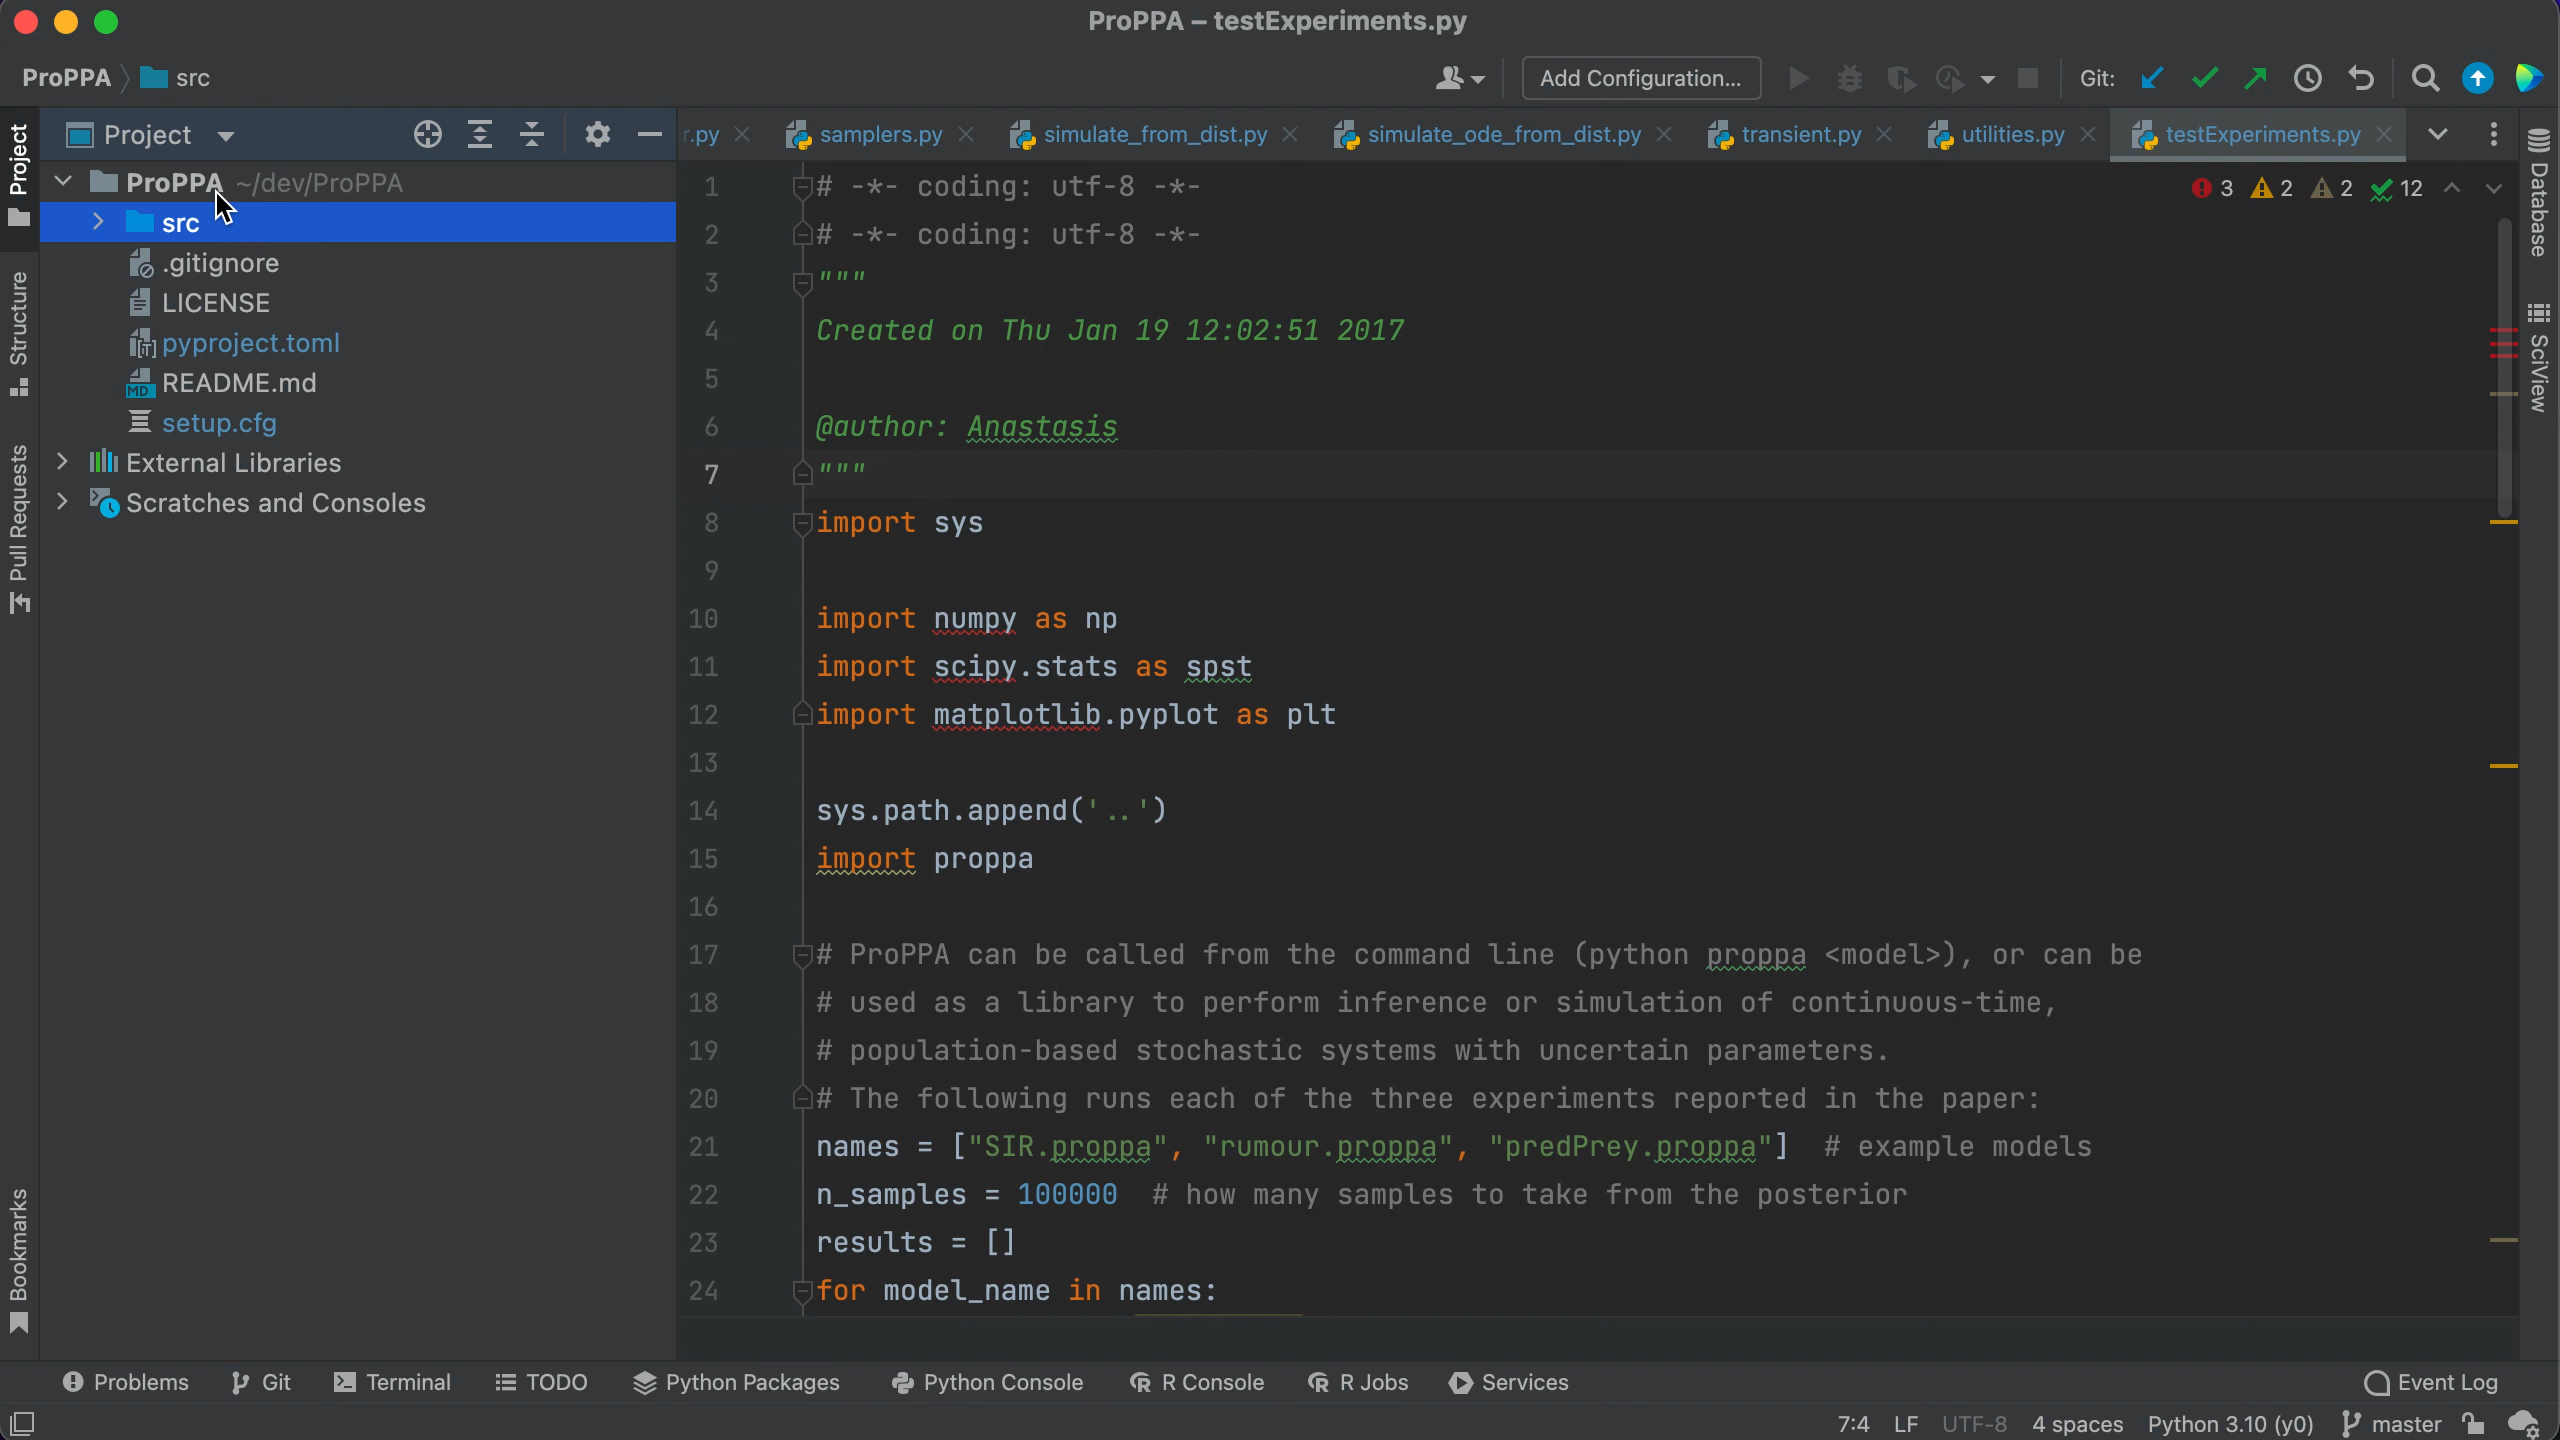 ProPPA – testExperiments.py
ProPPA src
Add Configuration...
Git:
Project
r.py
samplers.py
simulate_from_dist.py
simulate_ode_from_dist.py
transient.py
utilities.py
testExperiments.py
Project
Structure
Pull Requests
Bookmarks
ProPPA ~/dev/ProPPA
src
.gitignore
LICENSE
pyproject.toml
README.md
setup.cfg
External Libraries
Scratches and Consoles
3 2 2 12
1 # -*- coding: utf-8 -*-
2 # -*- coding: utf-8 -*-
3 """
4 Created on Thu Jan 19 12:02:51 2017
5
6 @author: Anastasis
7 """
8 import sys
9
10 import numpy as np
11 import scipy.stats as spst
12 import matplotlib.pyplot as plt
13
14 sys.path.append('..')
15 import proppa
16
17 # ProPPA can be called from the command line (python proppa <model>), or can be
18 # used as a library to perform inference or simulation of continuous-time,
19 # population-based stochastic systems with uncertain parameters.
20 # The following runs each of the three experiments reported in the paper:
21 names = ["SIR.proppa", "rumour.proppa", "predPrey.proppa"] # example models
22 n_samples = 100000 # how many samples to take from the posterior
23 results = []
24 for model_name in names:
Database
SciView
Problems
Git
Terminal
TODO
Python Packages
Python Console
R Console
R Jobs
Services
Event Log
7:4 LF UTF-8 4 spaces Python 3.10 (y0) master